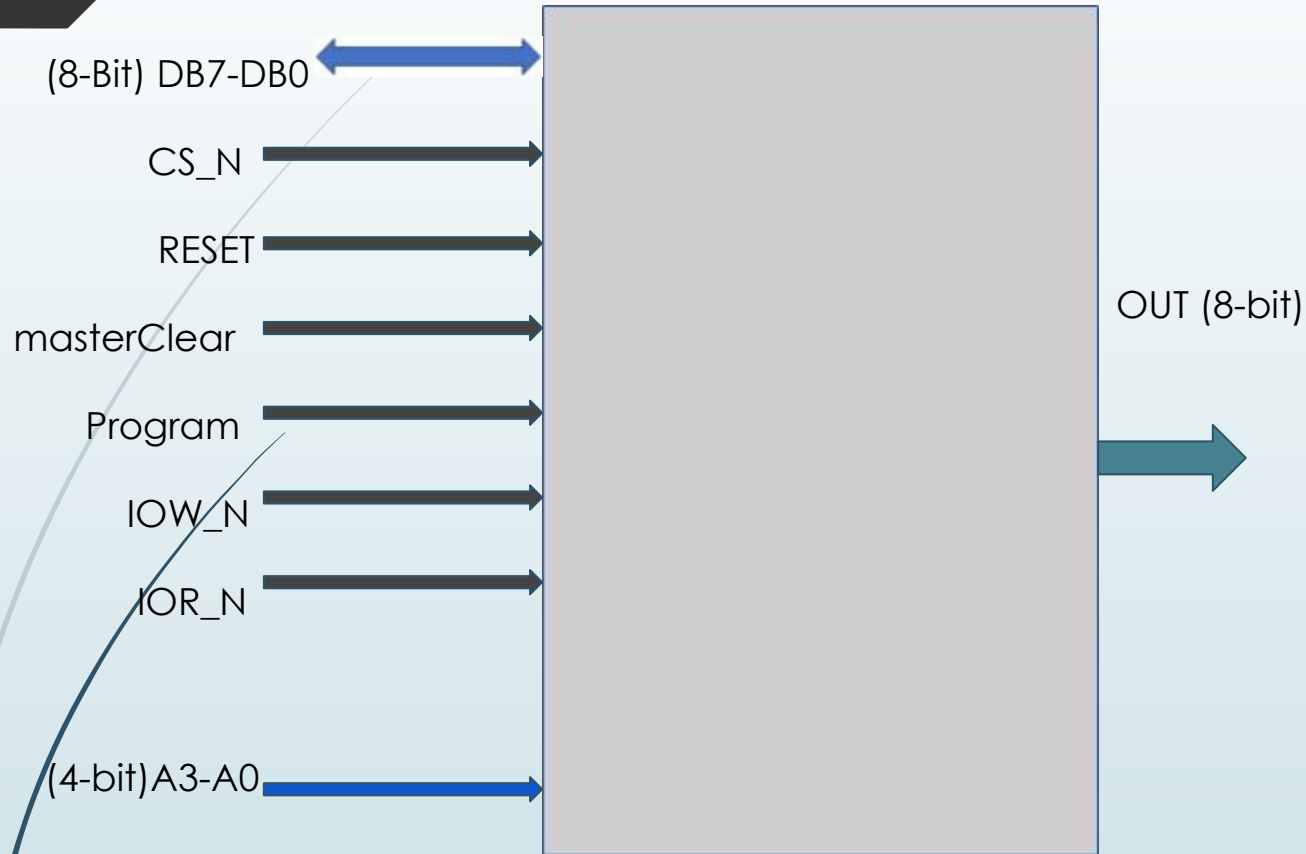 (8-Bit) DB7-DB0
CS_N
RESET
masterClear
Program
IOW_N
IOR_N
(4-bit)A3-A0
OUT (8-bit)